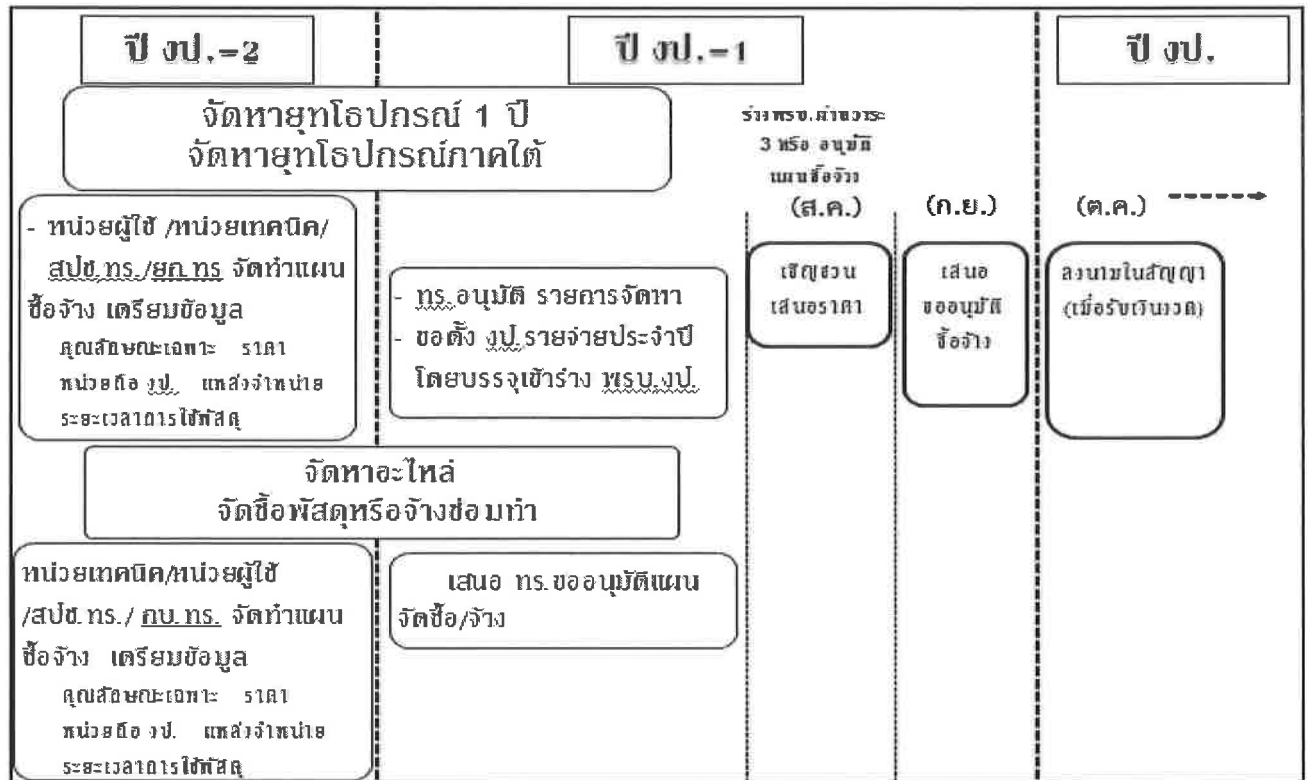 ปี งป.-2
ปี งป.-1
ปี งป.
จัดหายุทโธปกรณ์ 1 ปี
จัดหายุทโธปกรณ์ภาคใต้
ร่างพรบ.ผ่านวาระ
3 หรือ อนุมัติ
แผนซื้อจ้าง
(ส.ค.)
(ก.ย.)
(ต.ค.)
- หน่วยผู้ใช้ /หน่วยเทคนิค/
สปช.ทร./ยก.ทร จัดทำแผน
ซื้อจ้าง เตรียมข้อมูล
คุณลักษณะเฉพาะ ราคา
หน่วยถือ งป. แหล่งจำหน่าย
ระยะเวลาการใช้พัสดุ
- ทร.อนุมัติ รายการจัดหา
- ขอตั้ง งป.รายจ่ายประจำปี
โดยบรรจุเข้าร่าง พรบ.งป.
เชิญชวน
เสนอราคา
เสนอ
ขออนุมัติ
ซื้อจ้าง
ลงนามในสัญญา
(เมื่อรับเงินงวด)
จัดหาอะไหล่
จัดซื้อพัสดุหรือจ้างซ่อมทำ
หน่วยเทคนิค/หน่วยผู้ใช้
/สปช.ทร./ กบ.ทร. จัดทำแผน
ซื้อจ้าง เตรียมข้อมูล
คุณลักษณะเฉพาะ ราคา
หน่วยถือ งป. แหล่งจำหน่าย
ระยะเวลาการใช้พัสดุ
เสนอ ทร.ขออนุมัติแผน
จัดซื้อ/จ้าง